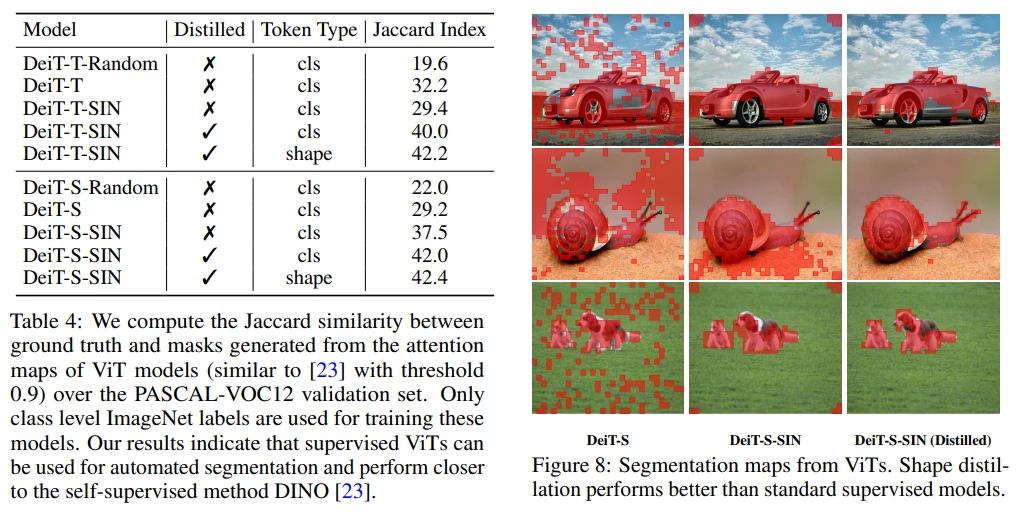 Model Distilled Token Type Jaccard Index
DeiT-T-Random ✗ cls 19.6
DeiT-T ✗ cls 32.2
DeiT-T-SIN ✗ cls 29.4
DeiT-T-SIN ✓ cls 40.0
DeiT-T-SIN ✓ shape 42.2
DeiT-S-Random ✗ cls 22.0
DeiT-S ✗ cls 29.2
DeiT-S-SIN ✗ cls 37.5
DeiT-S-SIN ✓ cls 42.0
DeiT-S-SIN ✓ shape 42.4
Table 4: We compute the Jaccard similarity between
ground truth and masks generated from the attention
maps of ViT models (similar to [23] with threshold
0.9) over the PASCAL-VOC12 validation set. Only
class level ImageNet labels are used for training these
models. Our results indicate that supervised ViTs can
be used for automated segmentation and perform closer
to the self-supervised method DINO [23].
DeiT-S DeiT-S-SIN DeiT-S-SIN (Distilled)
Figure 8: Segmentation maps from ViTs. Shape distil-
lation performs better than standard supervised models.